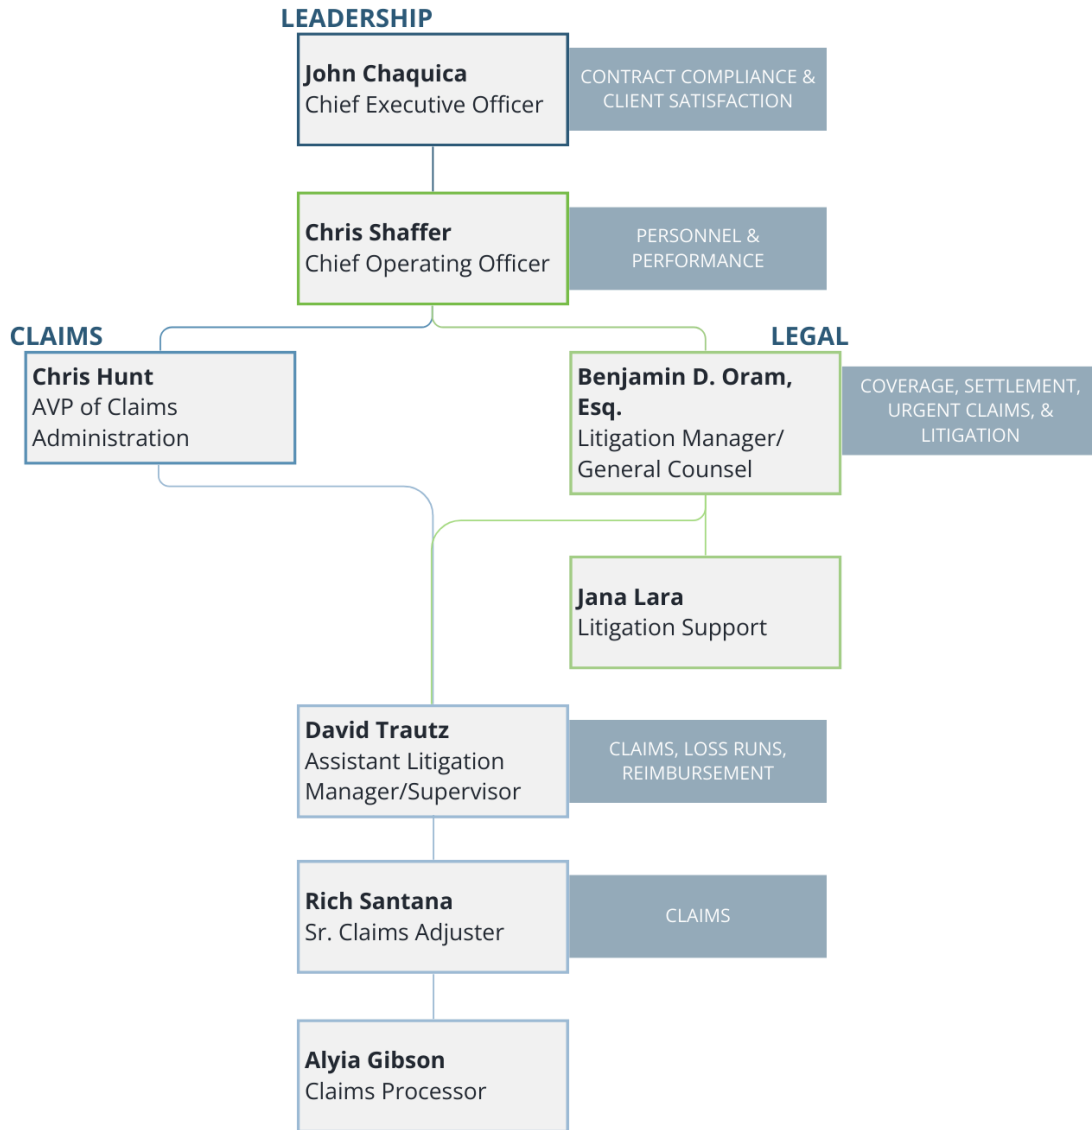 LEADERSHIP
John Chaquica
Chief Executive Officer
CONTRACT COMPLIANCE &
CLIENT SATISFACTION
Chris Shaffer
Chief Operating Officer
PERSONNEL &
PERFORMANCE
CLAIMS
Chris Hunt
AVP of Claims
Administration
LEGAL
Benjamin D. Oram,
Esq.
Litigation Manager/
General Counsel
COVERAGE, SETTLEMENT,
URGENT CLAIMS, &
LITIGATION
Jana Lara
Litigation Support
David Trautz
Assistant Litigation
Manager/Supervisor
CLAIMS, LOSS RUNS,
REIMBURSEMENT
Rich Santana
Sr. Claims Adjuster
CLAIMS
Alyia Gibson
Claims Processor